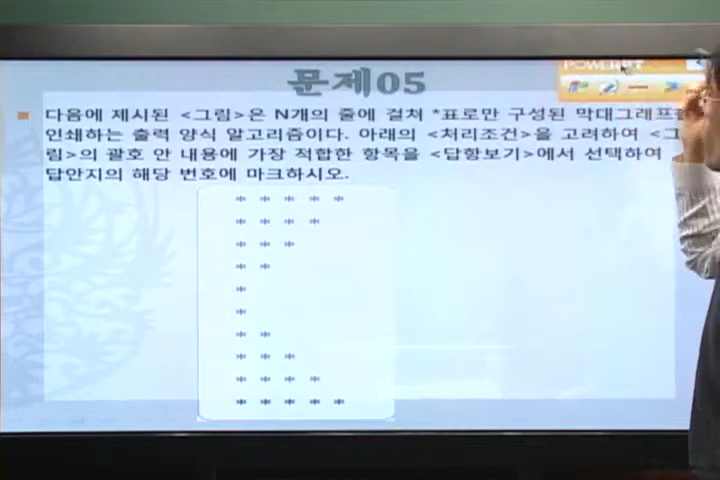 문제05
POWER
다음에 제시된 <그림>은 N개의 줄에 걸쳐 *표로만 구성된 막대그래프를
인쇄하는 출력 양식 알고리즘이다. 아래의 <처리조건>을 고려하여 <그
림>의 괄호 안 내용에 가장 적합한 항목을 <답항보기>에서 선택하여
답안지의 해당 번호에 마크하시오.
* * * * *
* * * *
* * *
* *
*
*
* *
* * *
* * * *
* * * * *